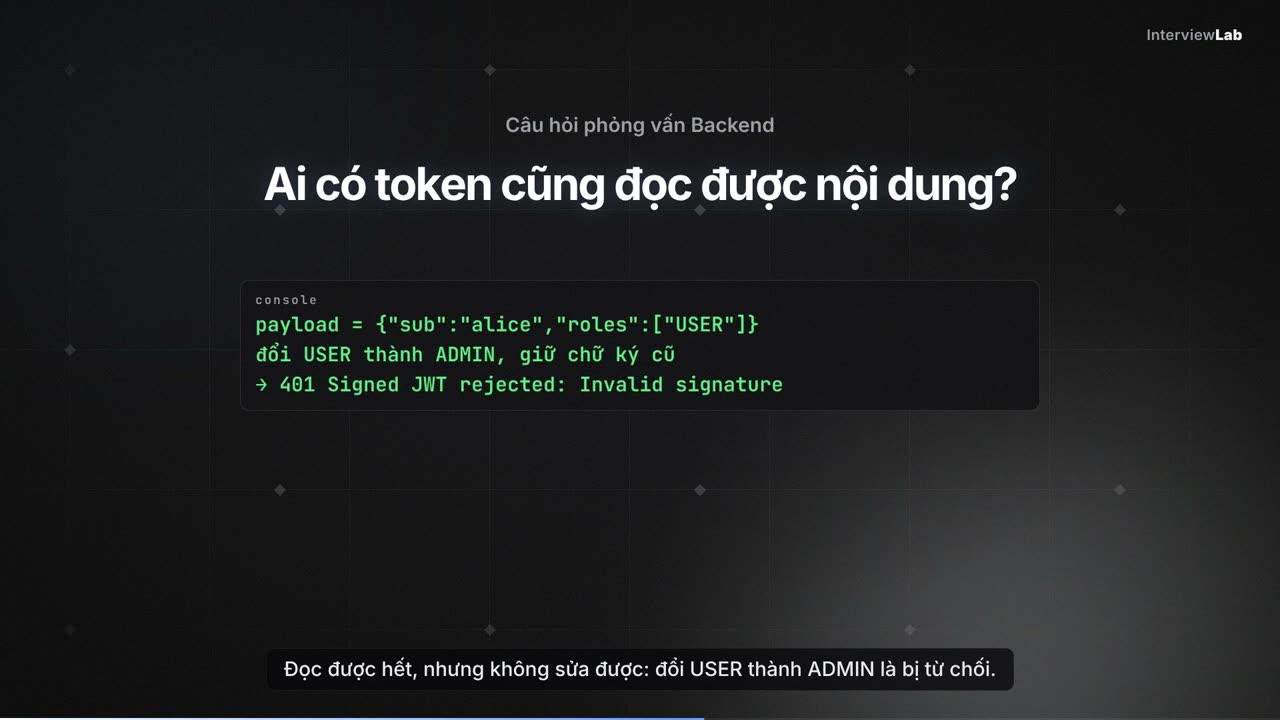 InterviewLab
Câu hỏi phỏng vấn Backend
Ai có token cũng đọc được nội dung?
console
payload = {"sub":"alice","roles":["USER"]}
đổi USER thành ADMIN, giữ chữ ký cũ
→ 401 Signed JWT rejected: Invalid signature
Đọc được hết, nhưng không sửa được: đổi USER thành ADMIN là bị từ chối.